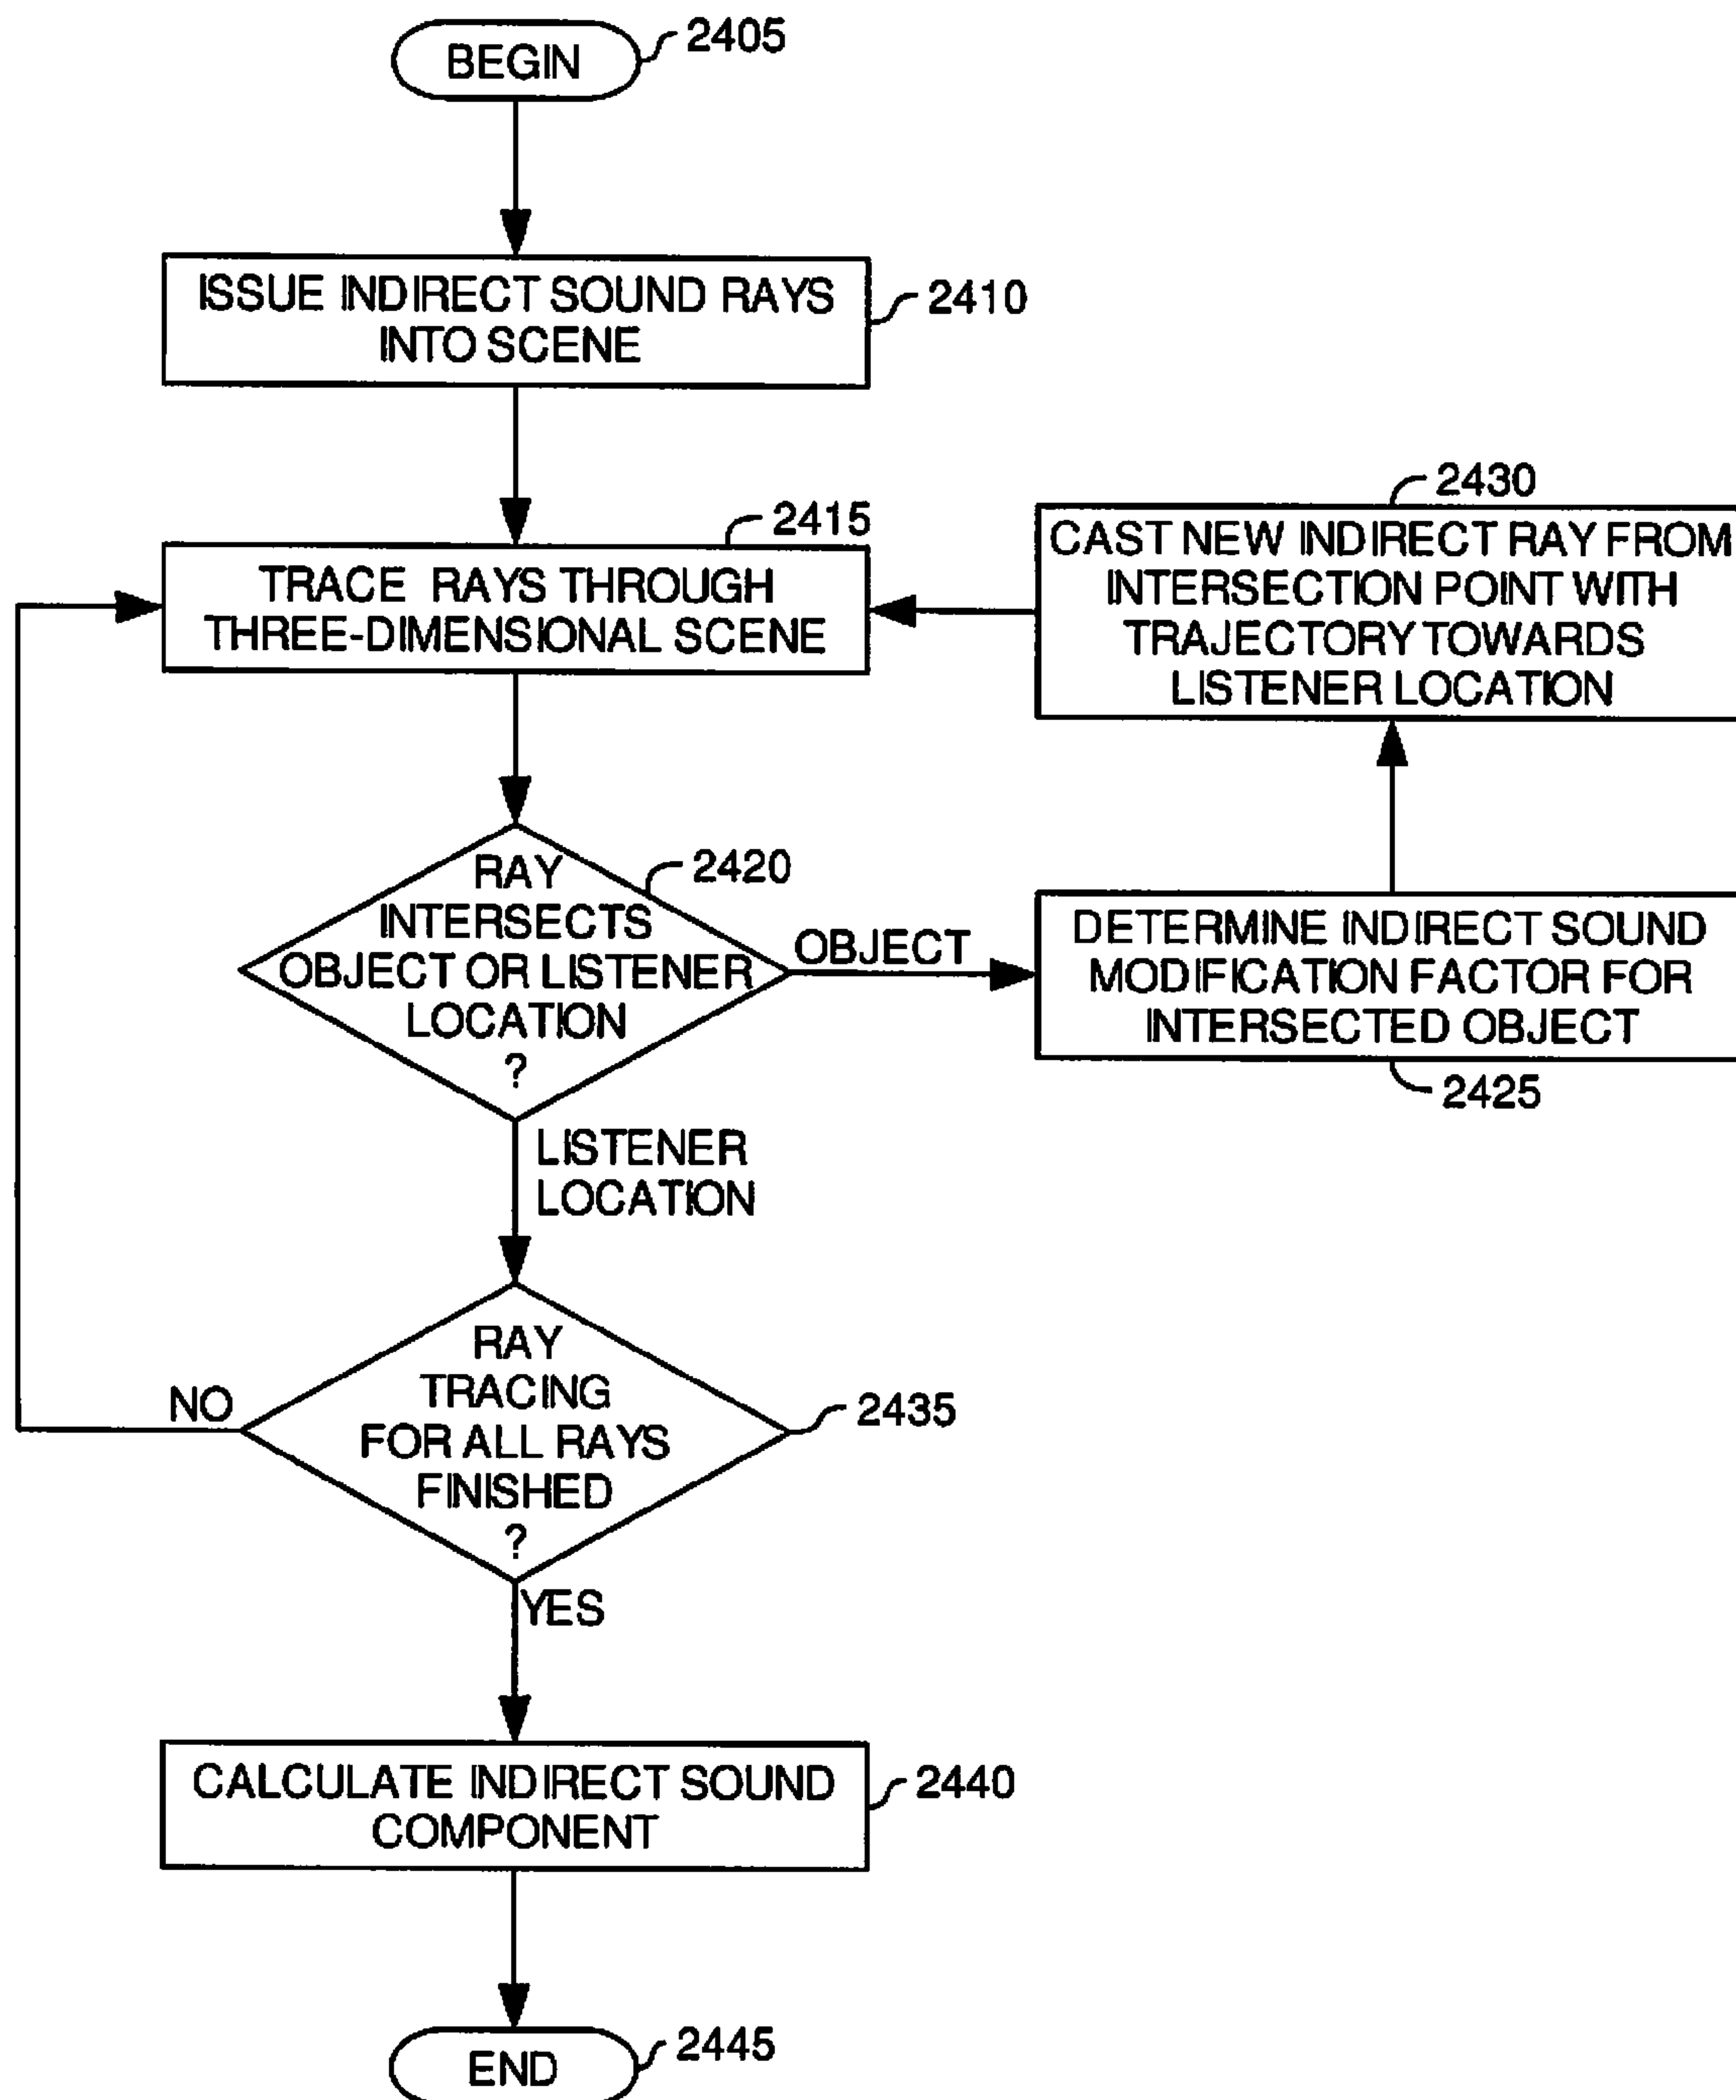 BEGIN
2405
ISSUE INDIRECT SOUND RAYS
INTO SCENE
2410
2415
TRACE RAYS THROUGH
THREE-DIMENSIONAL SCENE
2430
CAST NEW INDIRECT RAY FROM
INTERSECTION POINT WITH
TRAJECTORY TOWARDS
LISTENER LOCATION
2420
RAY
INTERSECTS
OBJECT OR LISTENER
LOCATION
?
OBJECT
DETERMINE INDIRECT SOUND
MODIFICATION FACTOR FOR
INTERSECTED OBJECT
2425
LISTENER
LOCATION
RAY
TRACING
FOR ALL RAYS
FINISHED
?
2435
NO
YES
CALCULATE INDIRECT SOUND
COMPONENT
2440
END
2445